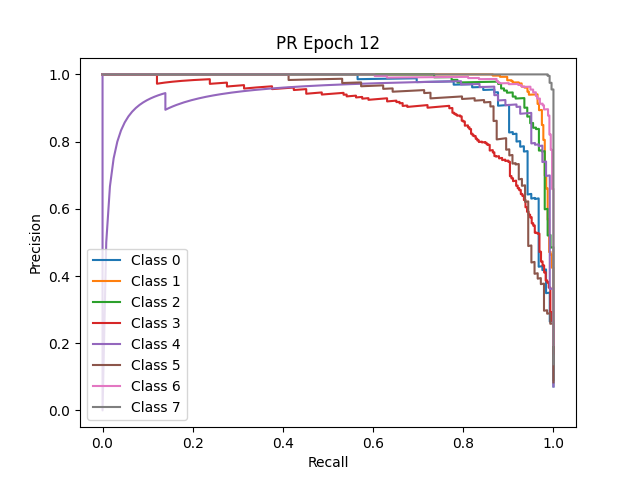 PR Epoch 12
Precision
1.0
0.8
0.6
0.4
0.2
0.0
Class 0
Class 1
Class 2
Class 3
Class 4
Class 5
Class 6
Class 7
0.0 0.2 0.4 0.6 0.8 1.0
Recall